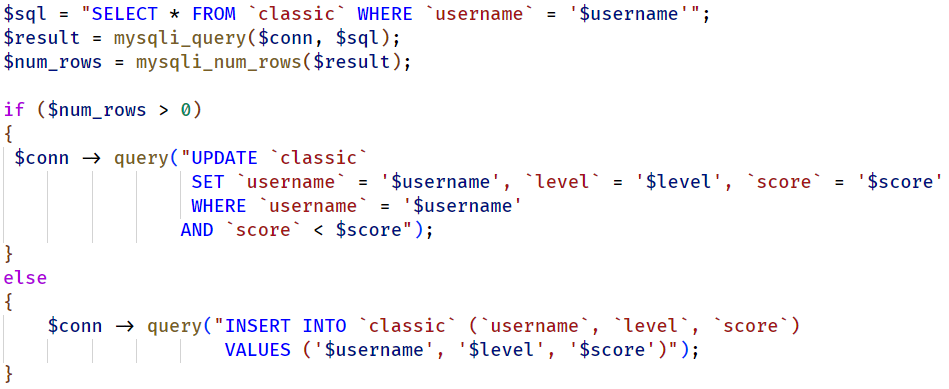 $sql = "SELECT * FROM `classic` WHERE `username` = '$username'";
$result = mysqli_query($conn, $sql);
$num_rows = mysqli_num_rows($result);
if ($num_rows > 0)
{
$conn → query("UPDATE `classic`
SET `username` = '$username', `level` = '$level', `score` = '$score'
WHERE `username` = '$username'
AND `score` < $score");
}
else
{
$conn → query("INSERT INTO `classic` (`username`, `level`, `score`)
VALUES ('$username', '$level', '$score')");
}